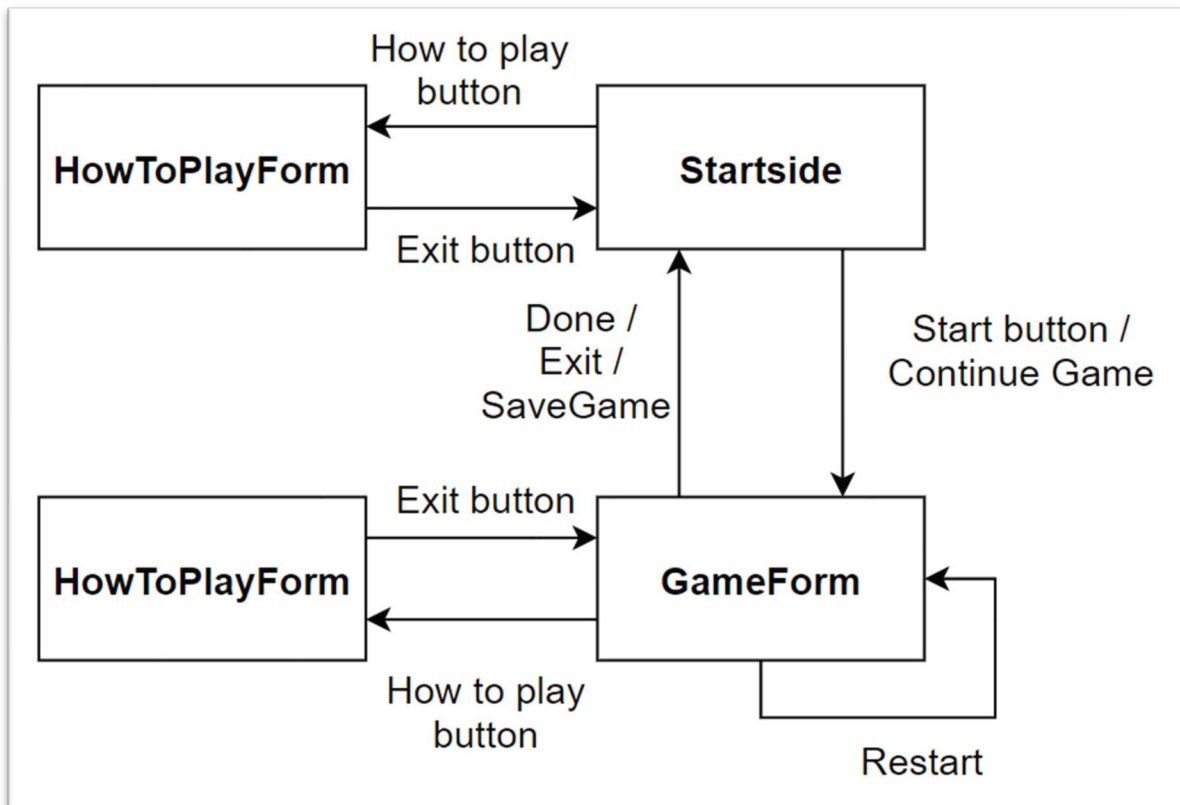 How to play
button
HowToPlayForm
Startside
Exit button
Done /
Exit /
SaveGame
Start button /
Continue Game
Exit button
HowToPlayForm
GameForm
How to play
button
Restart